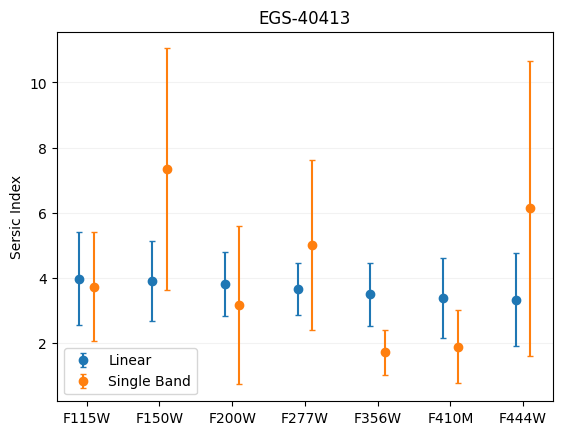 EGS-40413
Sersic Index
10
8
6
4
2
Linear
Single Band
F115W F150W F200W F277W F356W F410M F444W